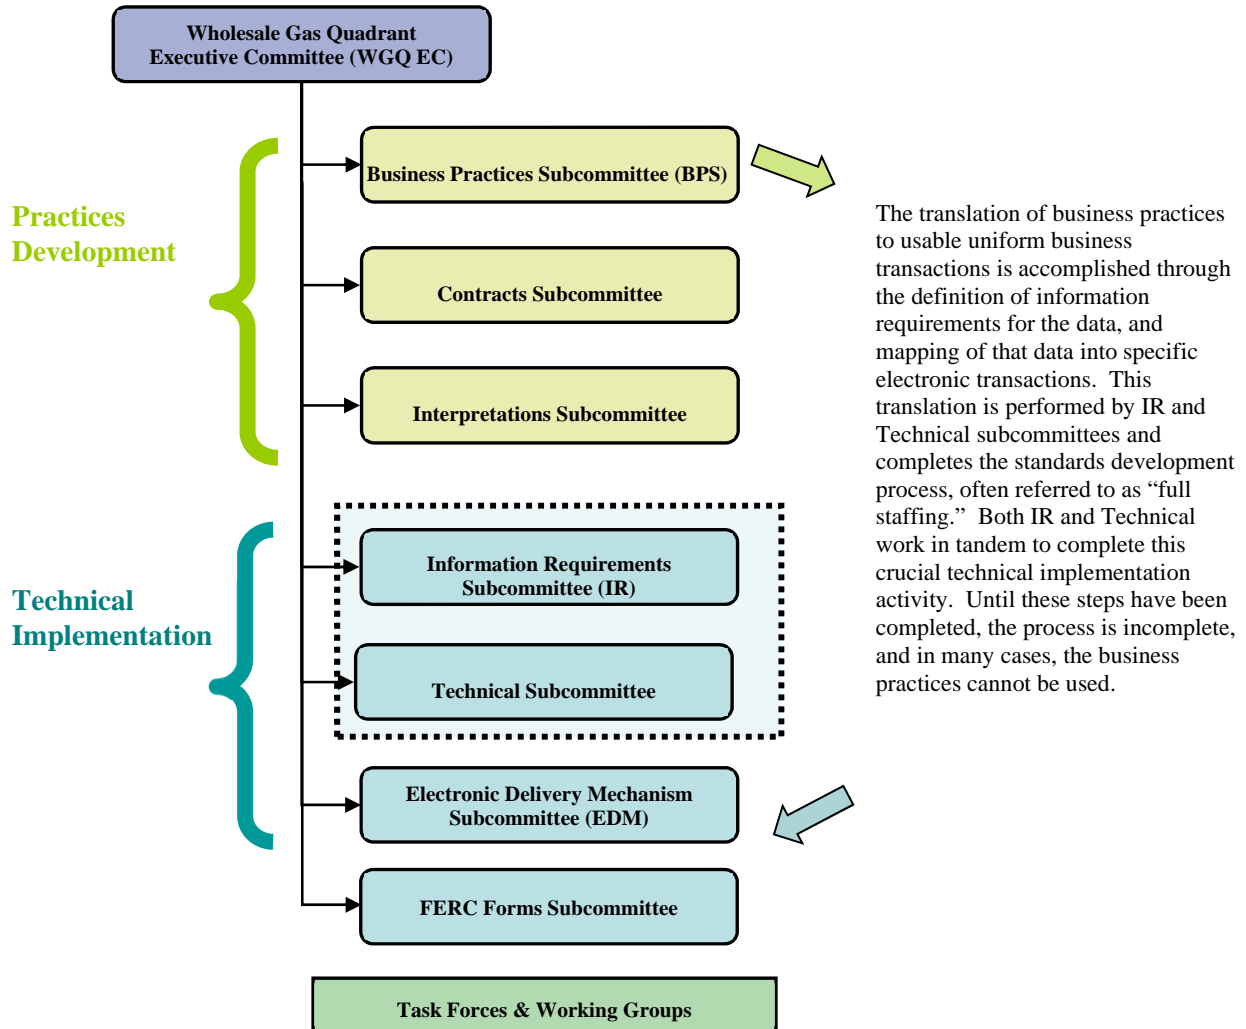 Wholesale Gas Quadrant
Executive Committee (WGQ EC)
Business Practices Subcommittee (BPS)
Practices
Development
Contracts Subcommittee
Interpretations Subcommittee
Technical
Implementation
Information Requirements
Subcommittee (IR)
Technical Subcommittee
Electronic Delivery Mechanism
Subcommittee (EDM)
FERC Forms Subcommittee
Task Forces & Working Groups
The translation of business practices
to usable uniform business
transactions is accomplished through
the definition of information
requirements for the data, and
mapping of that data into specific
electronic transactions.  This
translation is performed by IR and
Technical subcommittees and
completes the standards development
process, often referred to as “full
staffing.”  Both IR and Technical
work in tandem to complete this
crucial technical implementation
activity.  Until these steps have been
completed, the process is incomplete,
and in many cases, the business
practices cannot be used.